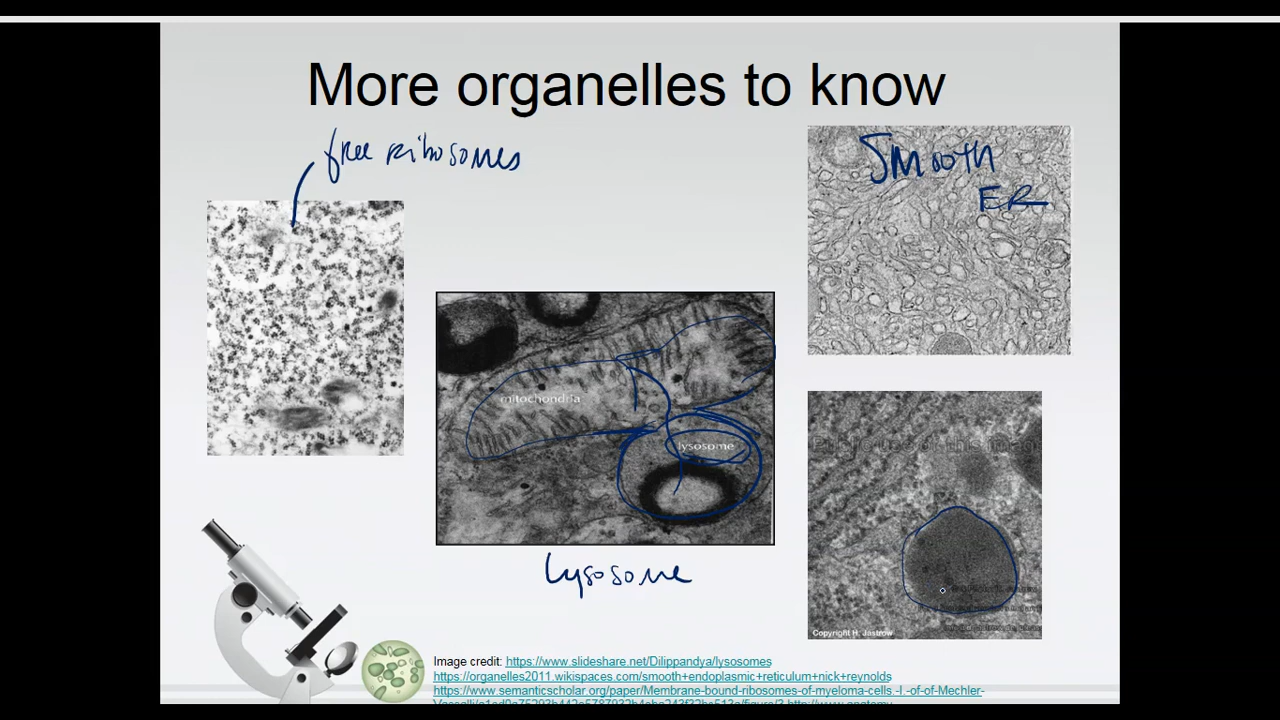 More organelles to know
free ribosomes
Smooth
ER
mitochondria
lysosome
lysosome
Copyright H. Jastrow
Image credit: https://www.slideshare.net/Dilippandya/lysosomes
https://organelles2011.wikispaces.com/smooth+endoplasmic+reticulum+nick+reynolds
https://www.semanticscholar.org/paper/Membrane-bound-ribosomes-of-myeloma-cells.-I.-of-of-Mechler-